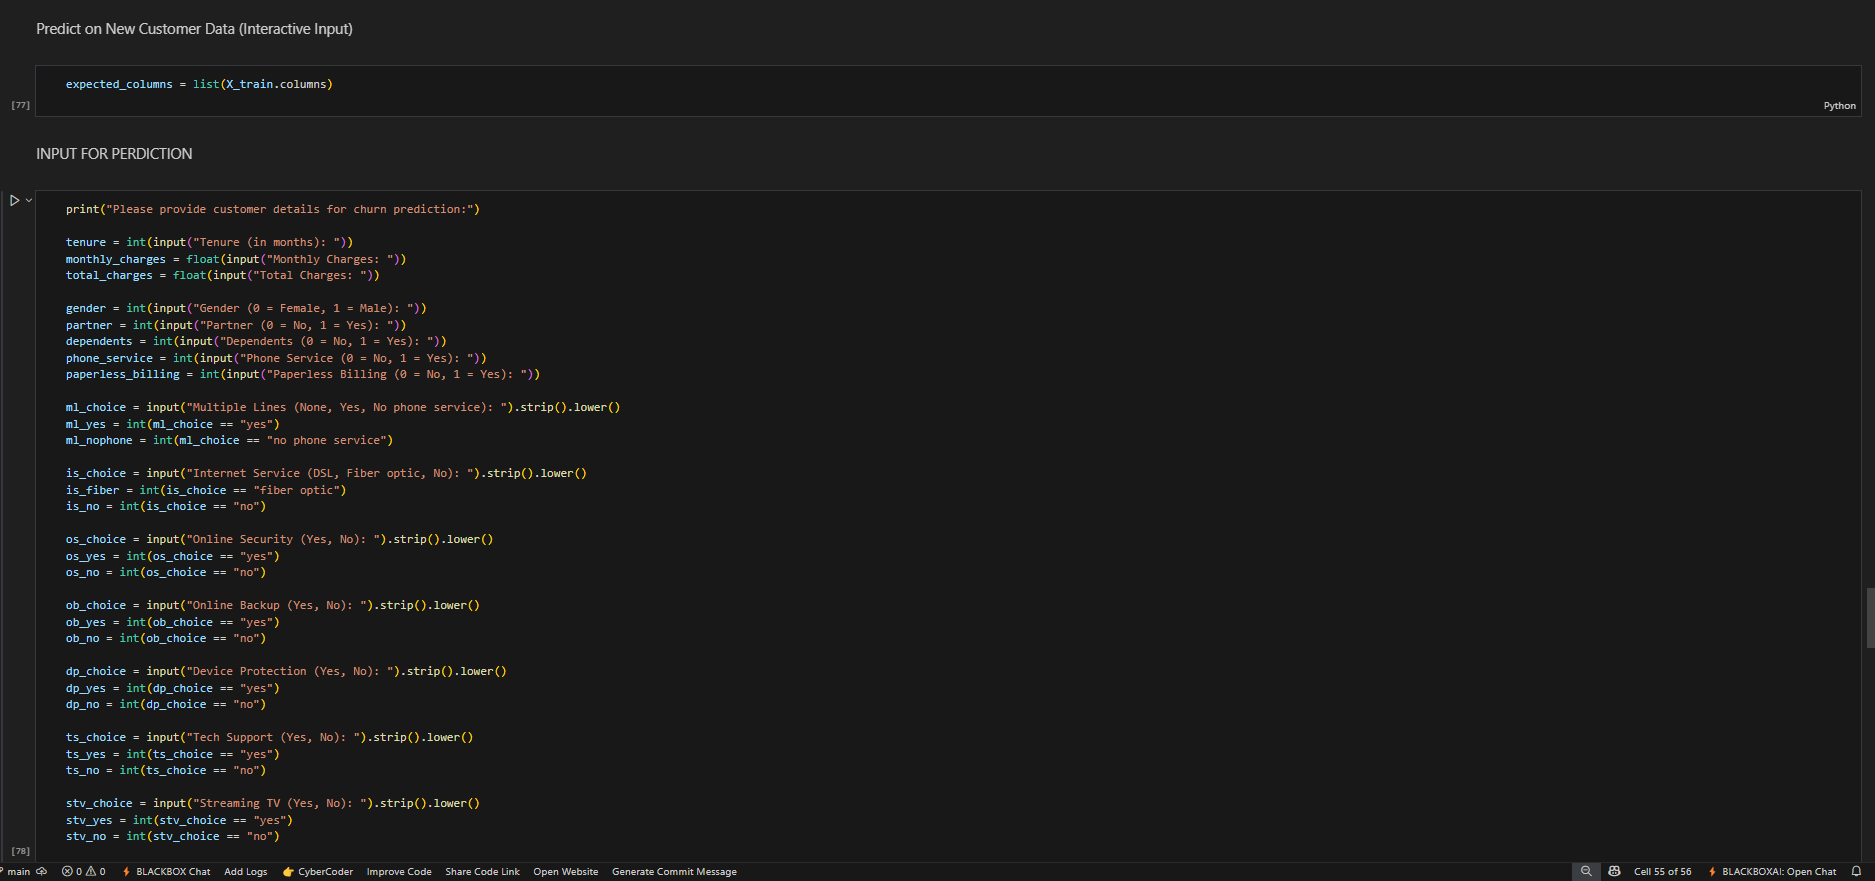 Predict on New Customer Data (Interactive Input)
expected_columns = list(X_train.columns)
[77]
Python
INPUT FOR PERDICTION
print("Please provide customer details for churn prediction:")
tenure = int(input("Tenure (in months): "))
monthly_charges = float(input("Monthly Charges: "))
total_charges = float(input("Total Charges: "))
gender = int(input("Gender (0 = Female, 1 = Male): "))
partner = int(input("Partner (0 = No, 1 = Yes): "))
dependents = int(input("Dependents (0 = No, 1 = Yes): "))
phone_service = int(input("Phone Service (0 = No, 1 = Yes): "))
paperless_billing = int(input("Paperless Billing (0 = No, 1 = Yes): "))
ml_choice = input("Multiple Lines (None, Yes, No phone service): ").strip().lower()
ml_yes = int(ml_choice == "yes")
ml_nophone = int(ml_choice == "no phone service")
is_choice = input("Internet Service (DSL, Fiber optic, No): ").strip().lower()
is_fiber = int(is_choice == "fiber optic")
is_no = int(is_choice == "no")
os_choice = input("Online Security (Yes, No): ").strip().lower()
os_yes = int(os_choice == "yes")
os_no = int(os_choice == "no")
ob_choice = input("Online Backup (Yes, No): ").strip().lower()
ob_yes = int(ob_choice == "yes")
ob_no = int(ob_choice == "no")
dp_choice = input("Device Protection (Yes, No): ").strip().lower()
dp_yes = int(dp_choice == "yes")
dp_no = int(dp_choice == "no")
ts_choice = input("Tech Support (Yes, No): ").strip().lower()
ts_yes = int(ts_choice == "yes")
ts_no = int(ts_choice == "no")
stv_choice = input("Streaming TV (Yes, No): ").strip().lower()
stv_yes = int(stv_choice == "yes")
stv_no = int(stv_choice == "no")
[78]
main 0 0 BLACKBOX Chat Add Logs CyberCoder Improve Code Share Code Link Open Website Generate Commit Message Cell 55 of 56 BLACKBOXAI: Open Chat